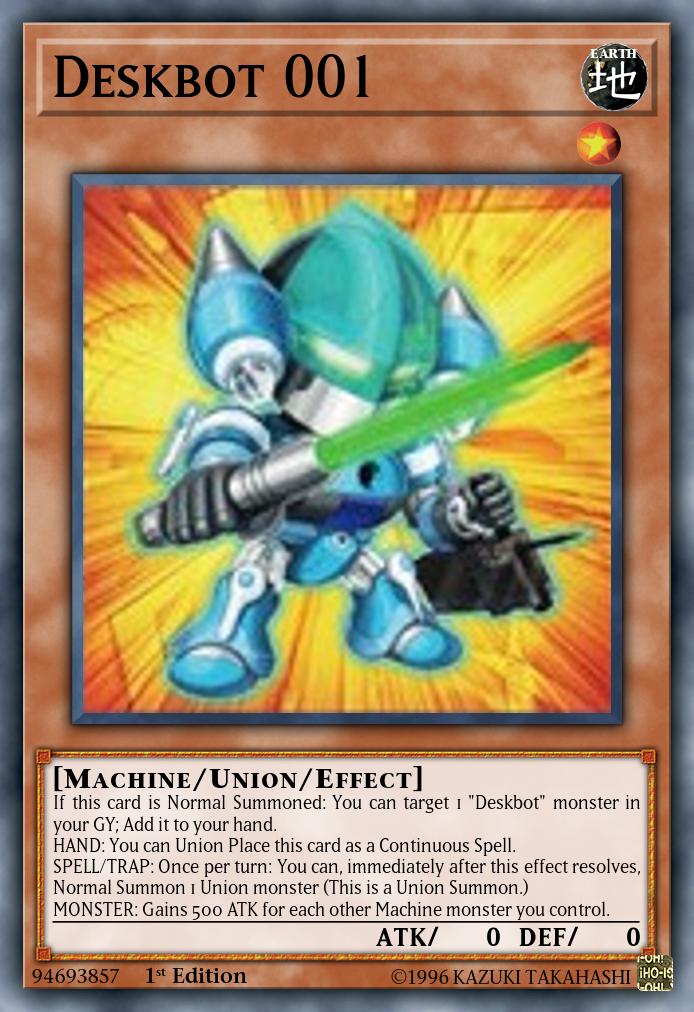 Deskbot 001
EARTH
地
[Machine/Union/Effect]
If this card is Normal Summoned: You can target 1 "Deskbot" monster in
your GY; Add it to your hand.
HAND: You can Union Place this card as a Continuous Spell.
SPELL/TRAP: Once per turn: You can, immediately after this effect resolves,
Normal Summon 1 Union monster (This is a Union Summon.)
MONSTER: Gains 500 ATK for each other Machine monster you control.
ATK/ 0 DEF/ 0
94693857 1st Edition ©1996 KAZUKI TAKAHASHI